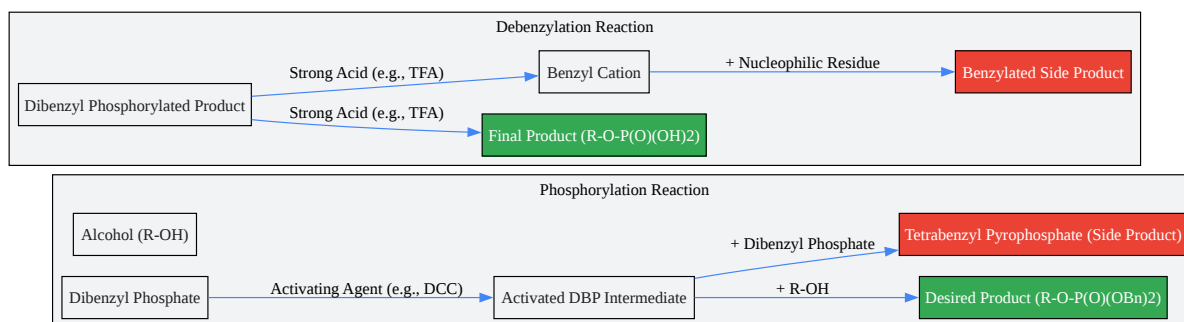 Debenzylation Reaction
Dibenzyl Phosphorylated Product
Strong Acid (e.g., TFA)
Benzyl Cation
+ Nucleophilic Residue
Benzylated Side Product
Strong Acid (e.g., TFA)
Final Product (R-O-P(O)(OH)2)
Phosphorylation Reaction
Alcohol (R-OH)
Dibenzyl Phosphate
Activating Agent (e.g., DCC)
Activated DBP Intermediate
+ Dibenzyl Phosphate
Tetrabenzyl Pyrophosphate (Side Product)
+ R-OH
Desired Product (R-O-P(O)(OBn)2)